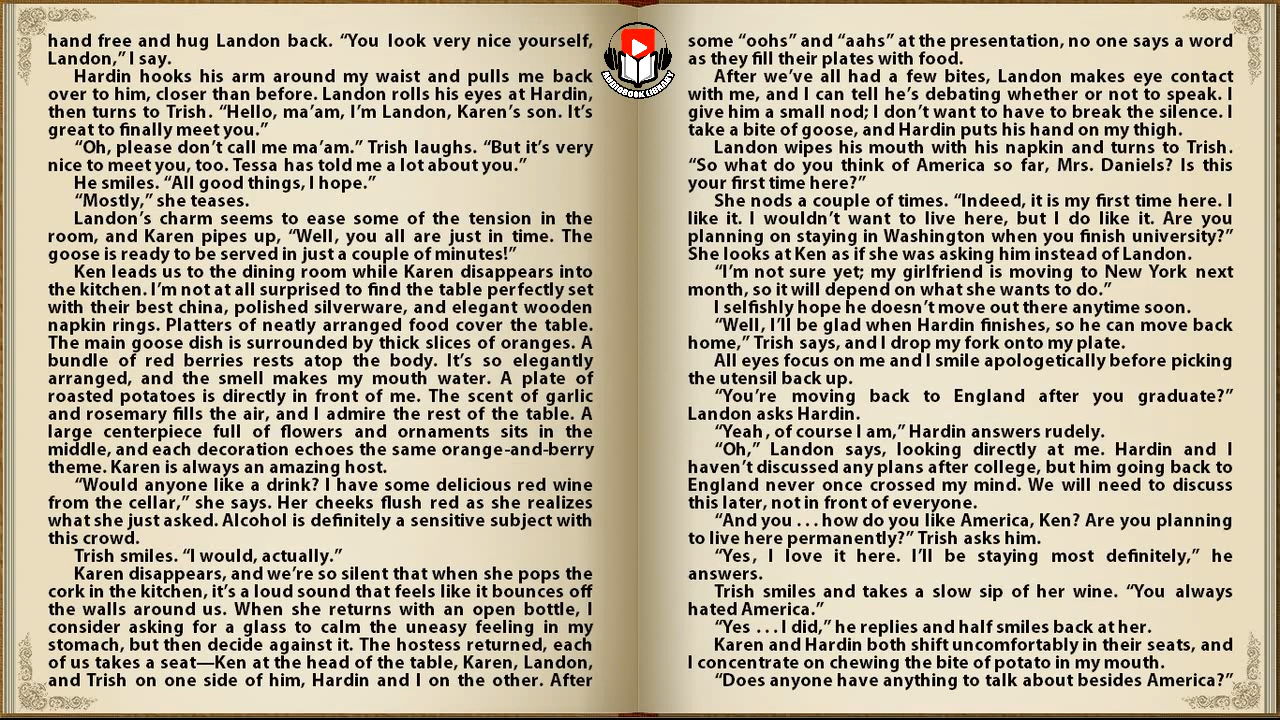 hand free and hug Landon back. “You look very nice yourself,
Landon,” I say.
Hardin hooks his arm around my waist and pulls me back
over to him, closer than before. Landon rolls his eyes at Hardin,
then turns to Trish. “Hello, ma’am, I’m Landon, Karen’s son. It’s
great to finally meet you.”
“Oh, please don’t call me ma’am.” Trish laughs. “But it’s very
nice to meet you, too. Tessa has told me a lot about you.”
He smiles. “All good things, I hope.”
“Mostly,” she teases.
Landon’s charm seems to ease some of the tension in the
room, and Karen pipes up, “Well, you all are just in time. The
goose is ready to be served in just a couple of minutes!”
Ken leads us to the dining room while Karen disappears into
the kitchen. I’m not at all surprised to find the table perfectly set
with their best china, polished silverware, and elegant wooden
napkin rings. Platters of neatly arranged food cover the table.
The main goose dish is surrounded by thick slices of oranges. A
bundle of red berries rests atop the body. It’s so elegantly
arranged, and the smell makes my mouth water. A plate of
roasted potatoes is directly in front of me. The scent of garlic
and rosemary fills the air, and I admire the rest of the table. A
large centerpiece full of flowers and ornaments sits in the
middle, and each decoration echoes the same orange-and-berry
theme. Karen is always an amazing host.
“Would anyone like a drink? I have some delicious red wine
from the cellar,” she says. Her cheeks flush red as she realizes
what she just asked. Alcohol is definitely a sensitive subject with
this crowd.
Trish smiles. “I would, actually.”
Karen disappears, and we’re so silent that when she pops the
cork in the kitchen, it’s a loud sound that feels like it bounces off
the walls around us. When she returns with an open bottle, I
consider asking for a glass to calm the uneasy feeling in my
stomach, but then decide against it. The hostess returned, each
of us takes a seat—Ken at the head of the table, Karen, Landon,
and Trish on one side of him, Hardin and I on the other. After
AUDIOBOOK LIBRARY
some “oohs” and “aahs” at the presentation, no one says a word
as they fill their plates with food.
After we’ve all had a few bites, Landon makes eye contact
with me, and I can tell he’s debating whether or not to speak. I
give him a small nod; I don’t want to have to break the silence. I
take a bite of goose, and Hardin puts his hand on my thigh.
Landon wipes his mouth with his napkin and turns to Trish.
“So what do you think of America so far, Mrs. Daniels? Is this
your first time here?”
She nods a couple of times. “Indeed, it is my first time here. I
like it. I wouldn’t want to live here, but I do like it. Are you
planning on staying in Washington when you finish university?”
She looks at Ken as if she was asking him instead of Landon.
“I’m not sure yet; my girlfriend is moving to New York next
month, so it will depend on what she wants to do.”
I selfishly hope he doesn’t move out there anytime soon.
“Well, I’ll be glad when Hardin finishes, so he can move back
home,” Trish says, and I drop my fork onto my plate.
All eyes focus on me and I smile apologetically before picking
the utensil back up.
“You’re moving back to England after you graduate?”
Landon asks Hardin.
“Yeah, of course I am,” Hardin answers rudely.
“Oh,” Landon says, looking directly at me. Hardin and I
haven’t discussed any plans after college, but him going back to
England never once crossed my mind. We will need to discuss
this later, not in front of everyone.
“And you . . . how do you like America, Ken? Are you planning
to live here permanently?” Trish asks him.
“Yes, I love it here. I’ll be staying most definitely,” he
answers.
Trish smiles and takes a slow sip of her wine. “You always
hated America.”
“Yes . . . I did,” he replies and half smiles back at her.
Karen and Hardin both shift uncomfortably in their seats, and
I concentrate on chewing the bite of potato in my mouth.
“Does anyone have anything to talk about besides America?”